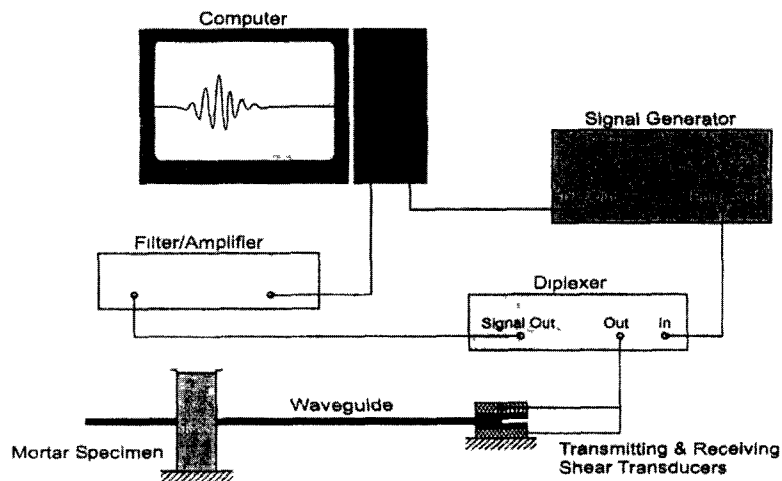 Computer
Signal Generator
Filter/Amplifier
Diplexer
Signal Out
Out
In
Waveguide
Mortar Specimen
Transmitting & Receiving
Shear Transducers